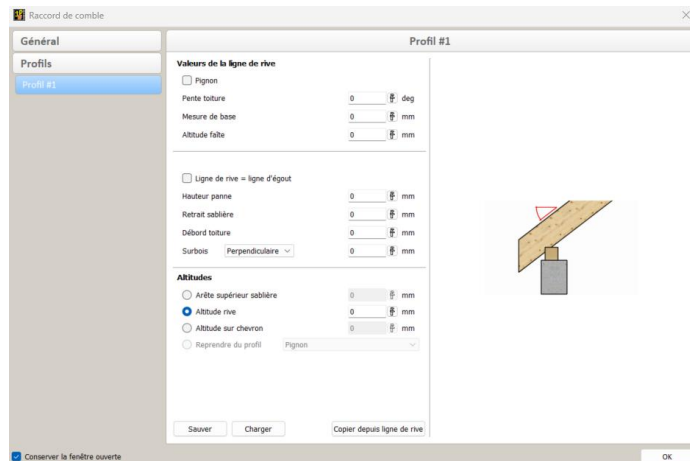 Raccord de comble
Général
Profils
Profil #1
Profil #1
Valeurs de la ligne de rive
Pignon
Pente toiture 0 deg
Mesure de base 0 mm
Altitude faîte 0 mm
Ligne de rive = ligne d'égout
Hauteur panne 0 mm
Retrait sablière 0 mm
Débord toiture 0 mm
Surbois Perpendiculaire 0 mm
Altitudes
Arête supérieur sablière 0 mm
Altitude rive 0 mm
Altitude sur chevron 0 mm
Reprendre du profil Pignon
Sauver Charger Copier depuis ligne de rive
Conserver la fenêtre ouverte OK